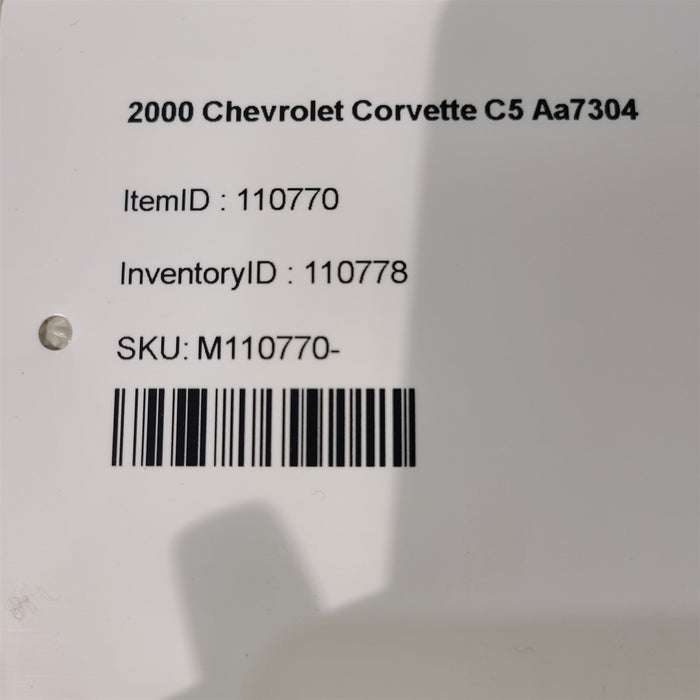 2000 Chevrolet Corvette C5 Aa7304
ItemID : 110770
InventoryID : 110778
SKU: M110770-